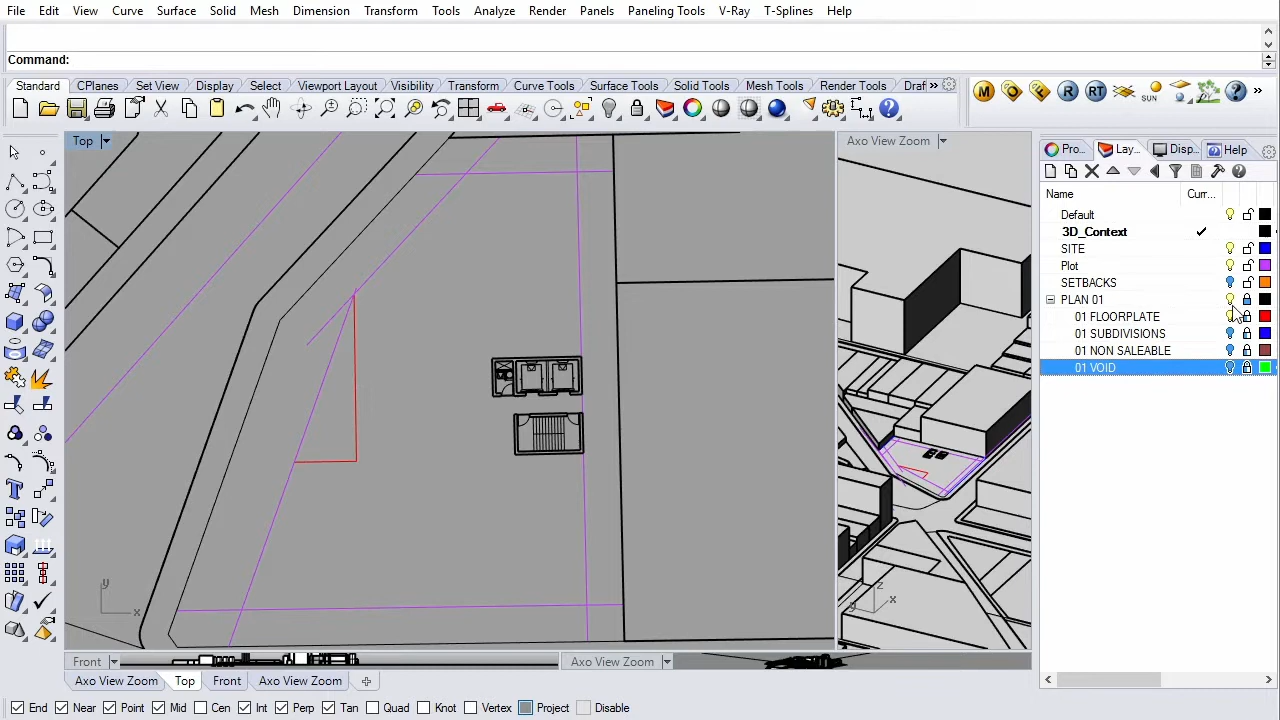 File Edit View Curve Surface Solid Mesh Dimension Transform Tools Analyze Render Panels Paneling Tools V-Ray T-Splines Help
Command:
Standard CPlanes Set View Display Select Viewport Layout Visibility Transform Curve Tools Surface Tools Solid Tools Mesh Tools Render Tools Draf »
M O F R RT SUN ? »
Top
Axo View Zoom
Pro... Lay... Disp... Help
Name Curr...
Default
3D_Context
SITE
Plot
SETBACKS
PLAN 01
01 FLOORPLATE
01 SUBDIVISIONS
01 NON SALEABLE
01 VOID
y
x
z
y
x
Front
Axo View Zoom
Axo View Zoom Top Front Axo View Zoom
End Near Point Mid Cen Int Perp Tan Quad Knot Vertex Project Disable